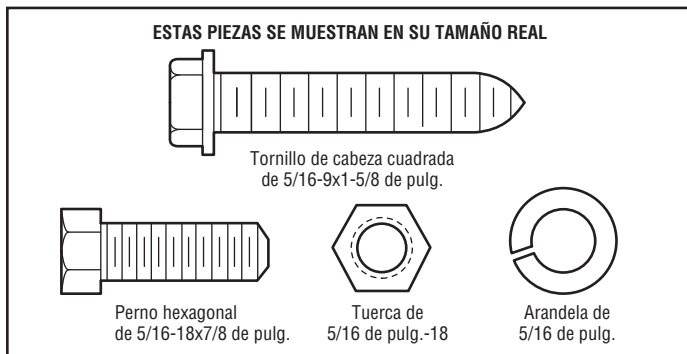 ESTAS PIEZAS SE MUESTRAN EN SU TAMAÑO REAL
Tornillo de cabeza cuadrada
de 5/16-9x1-5/8 de pulg.
Perno hexagonal
de 5/16-18x7/8 de pulg.
Tuerca de
5/16 de pulg.-18
Arandela de
5/16 de pulg.